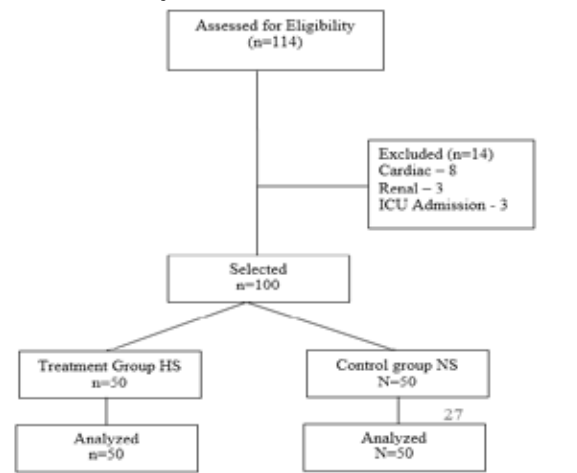 Assessed for Eligibility
(n=114)
Excluded (n=14)
Cardiac – 8
Renal – 3
ICU Admission - 3
Selected
n=100
Treatment Group HS
n=50
Control group NS
N=50
27
Analyzed
n=50
Analyzed
N=50